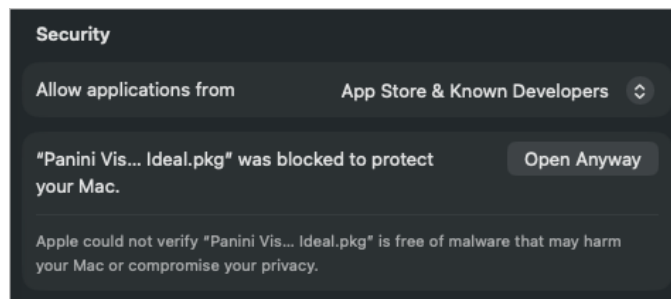 Security
Allow applications from
App Store & Known Developers
“Panini Vis... Ideal.pkg” was blocked to protect
your Mac.
Open Anyway
Apple could not verify “Panini Vis... Ideal.pkg” is free of malware that may harm
your Mac or compromise your privacy.